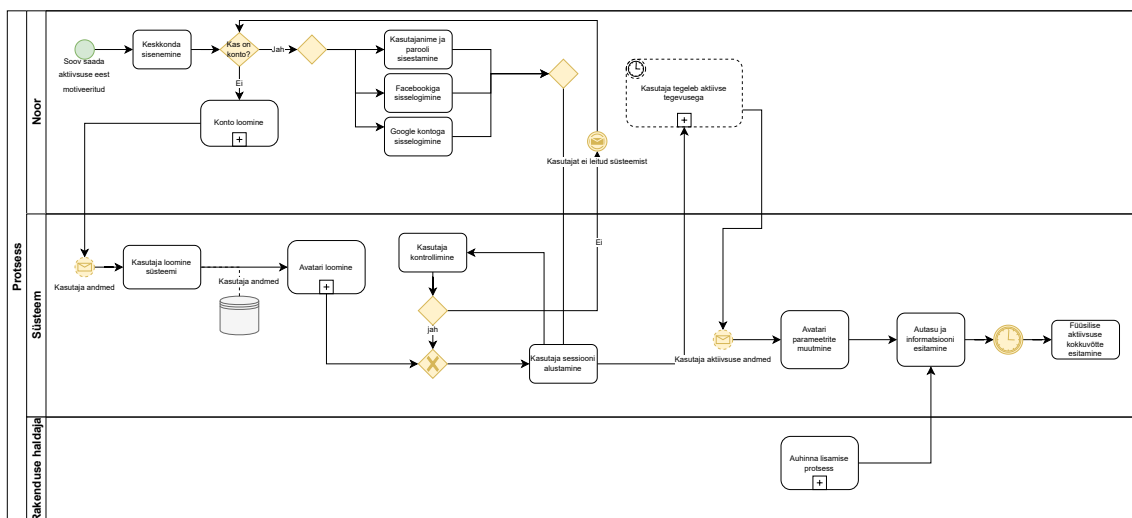 Protsess
Noor
Soov saada
aktiivsuse eest
motiveeritud
Keskkonda
sisenemine
Kas on
konto?
Jah
Ei
Konto loomine
Kasutajanime ja
parooli
sisestamine
Facebookiga
sisselogimine
Google kontoga
sisselogimine
Kasutajat ei leitud süsteemist
Kasutaja tegeleb aktiivse
tegevusega
Süsteem
Kasutaja andmed
Kasutaja loomine
süsteemi
Kasutaja andmed
Avatari loomine
Kasutaja
kontrollimine
jah
Ei
Kasutaja sessiooni
alustamine
Kasutaja aktiivsuse andmed
Avatari
parameetrite
muutmine
Autasu ja
informatsiooni
esitamine
Füüsilise
aktiivsuse
kokkuvõtte
esitamine
Rakenduse haldaja
Auhinna lisamise
protsess